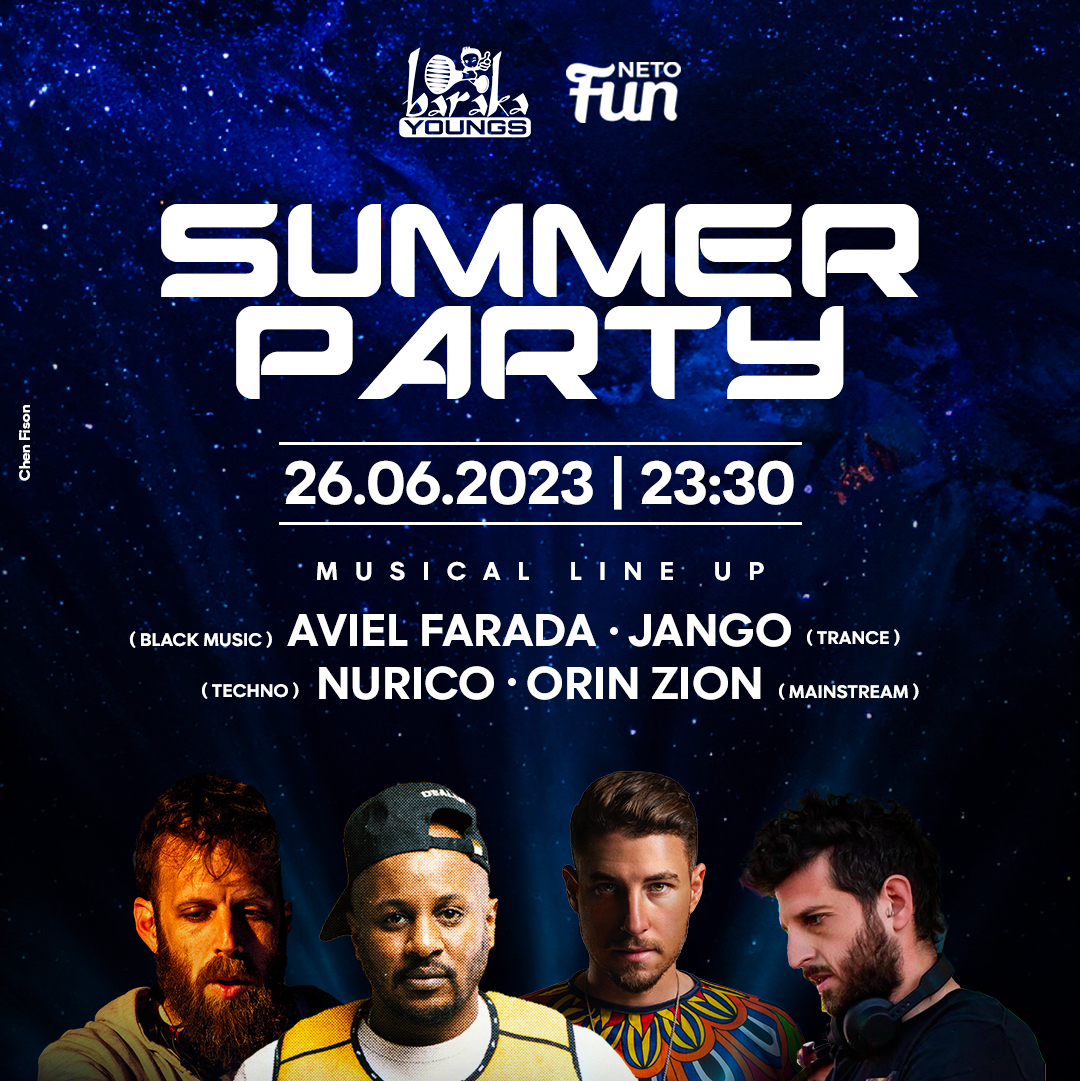 baraka
YOUNGS
NETO
Fun
SUMMER
PARTY
Chen Fison
26.06.2023 | 23:30
MUSICAL LINE UP
( BLACK MUSIC ) AVIEL FARADA · JANGO ( TRANCE )
( TECHNO ) NURICO · ORIN ZION ( MAINSTREAM )